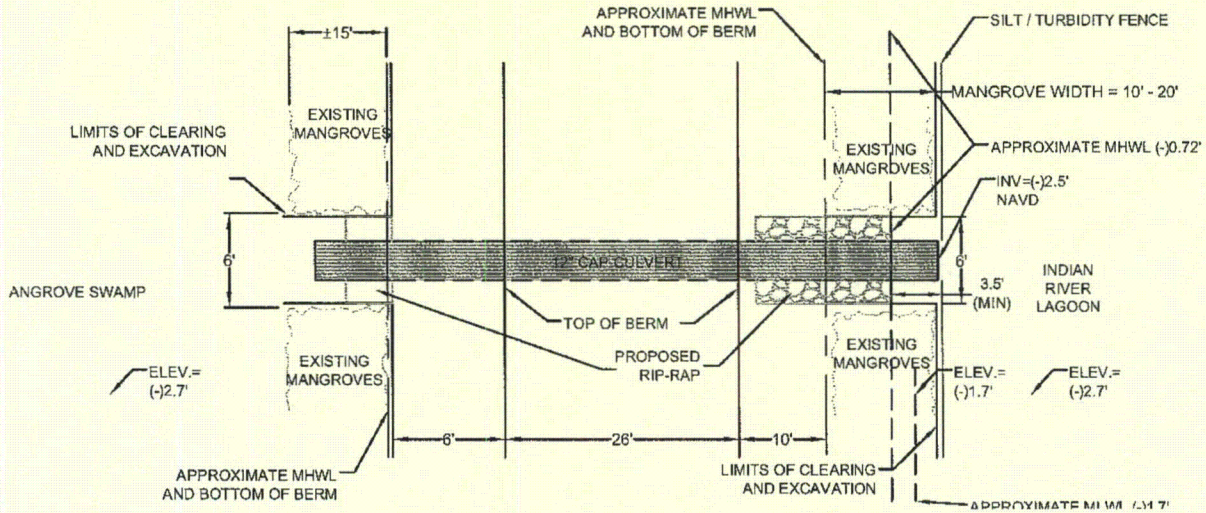 APPROXIMATE MHWL
AND BOTTOM OF BERM
SILT / TURBIDITY FENCE
±15'
MANGROVE WIDTH = 10' - 20'
EXISTING
MANGROVES
LIMITS OF CLEARING
AND EXCAVATION
EXISTING
MANGROVES
APPROXIMATE MHWL (-)0.72'
INV=(-)2.5'
NAVD
6'
12" CAP CULVERT
6'
3.5'
(MIN)
INDIAN
RIVER
LAGOON
ANGROVE SWAMP
TOP OF BERM
PROPOSED
RIP-RAP
EXISTING
MANGROVES
EXISTING
MANGROVES
ELEV.=
(-)2.7'
ELEV.=
(-)1.7'
ELEV.=
(-)2.7'
6'
26'
10'
APPROXIMATE MHWL
AND BOTTOM OF BERM
LIMITS OF CLEARING
AND EXCAVATION
APPROXIMATE MLWL (-)1.7'